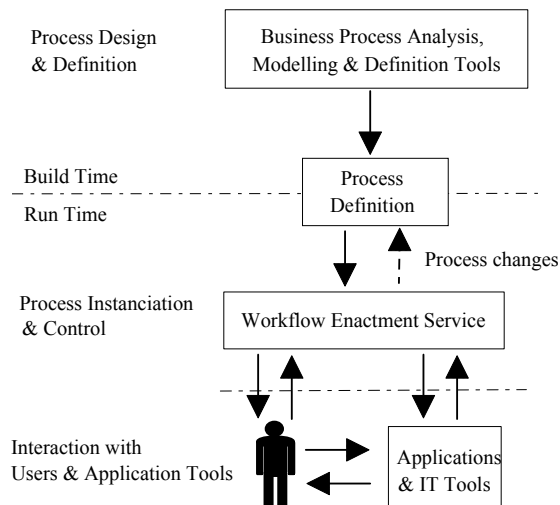 Process Design
& Definition
Business Process Analysis,
Modelling & Definition Tools
Build Time
Process
Definition
Run Time
Process changes
Process Instanciation
& Control
Workflow Enactment Service
Interaction with
Users & Application Tools
Applications
& IT Tools